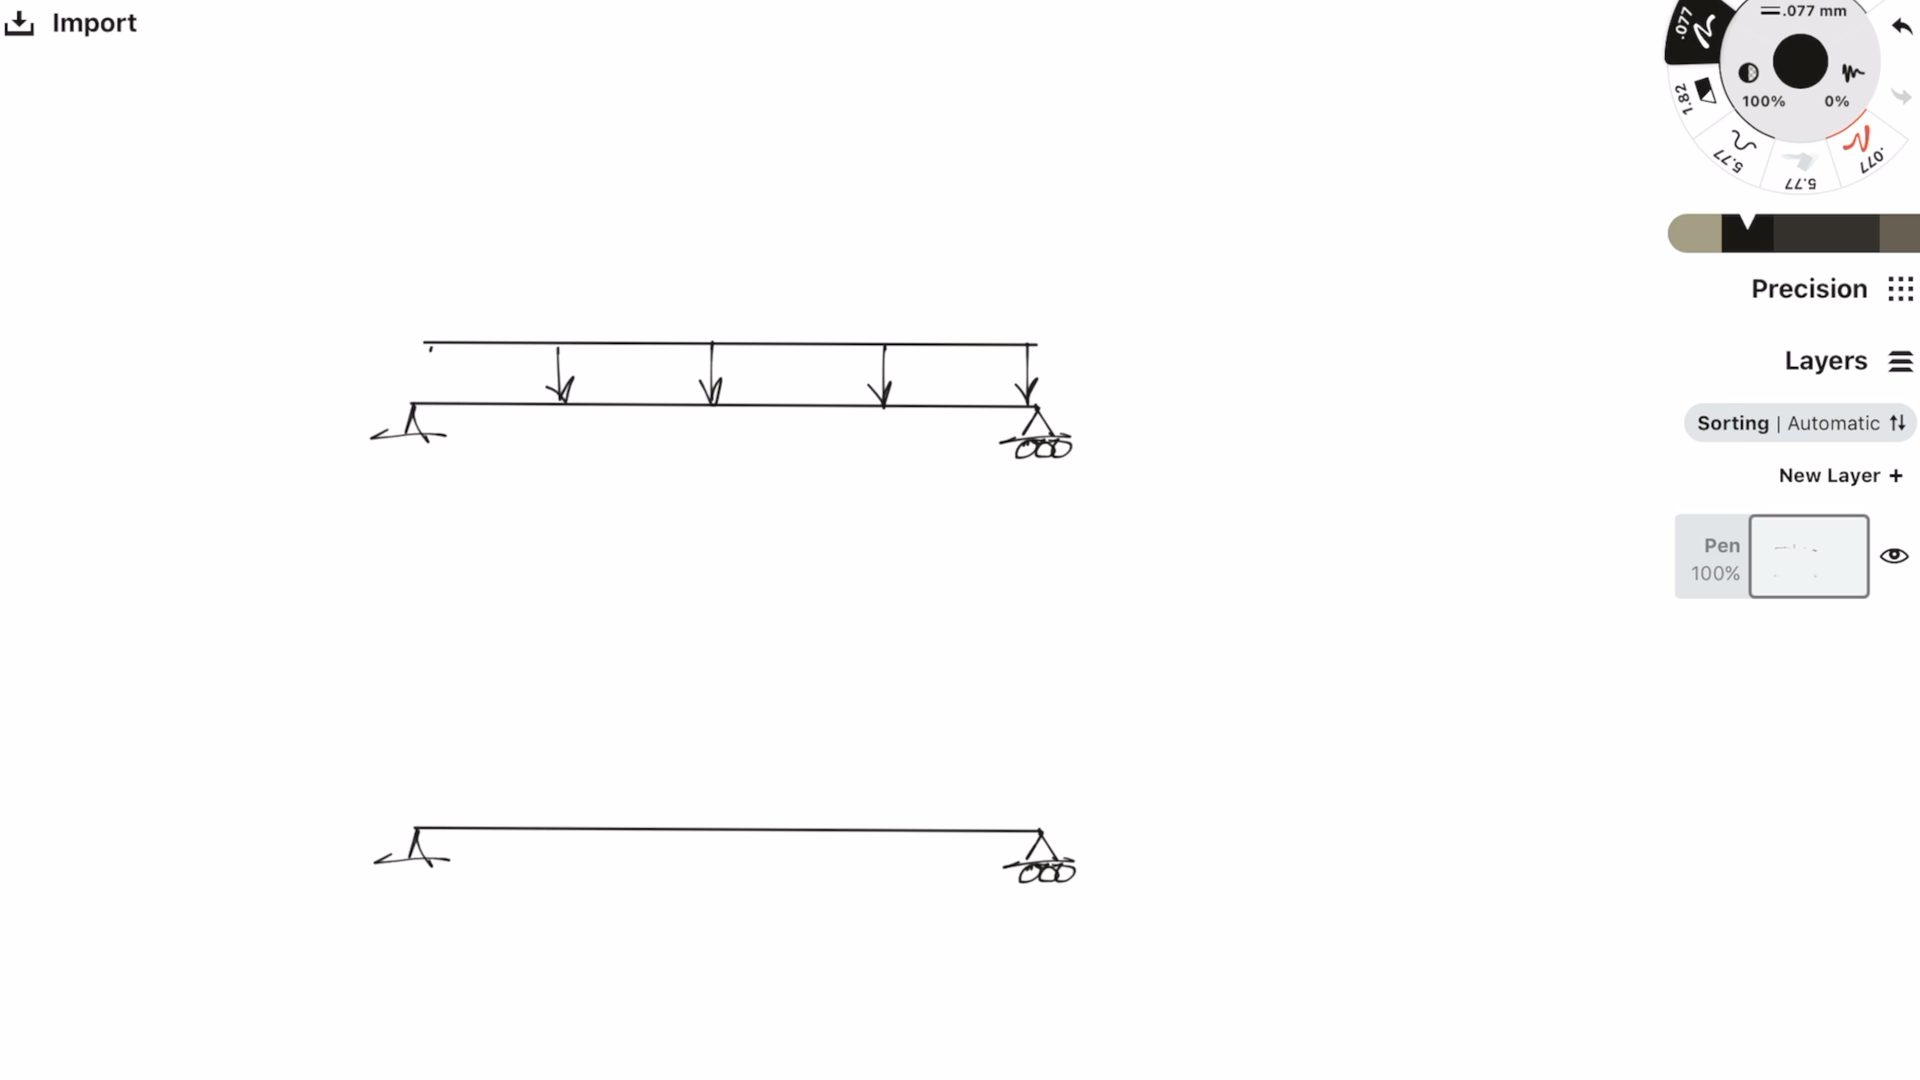 Import
.077 mm
.077
1.82
100%
0%
5.77
5.77
.077
Precision
Layers
Sorting | Automatic
New Layer +
Pen
100%